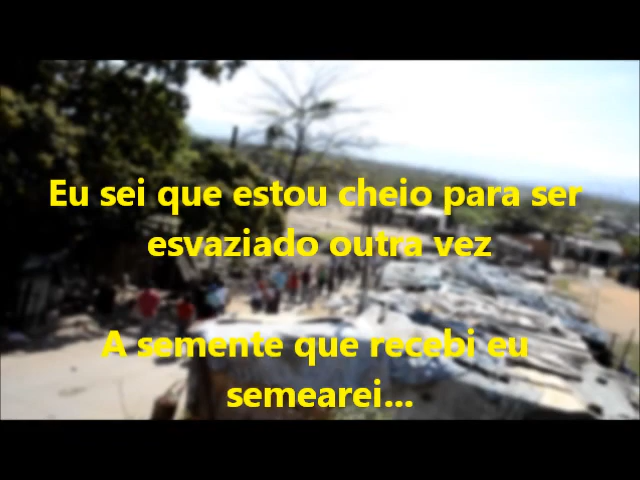 Eu sei que estou cheio para ser
esvaziado outra vez
A semente que recebi eu
semearei...